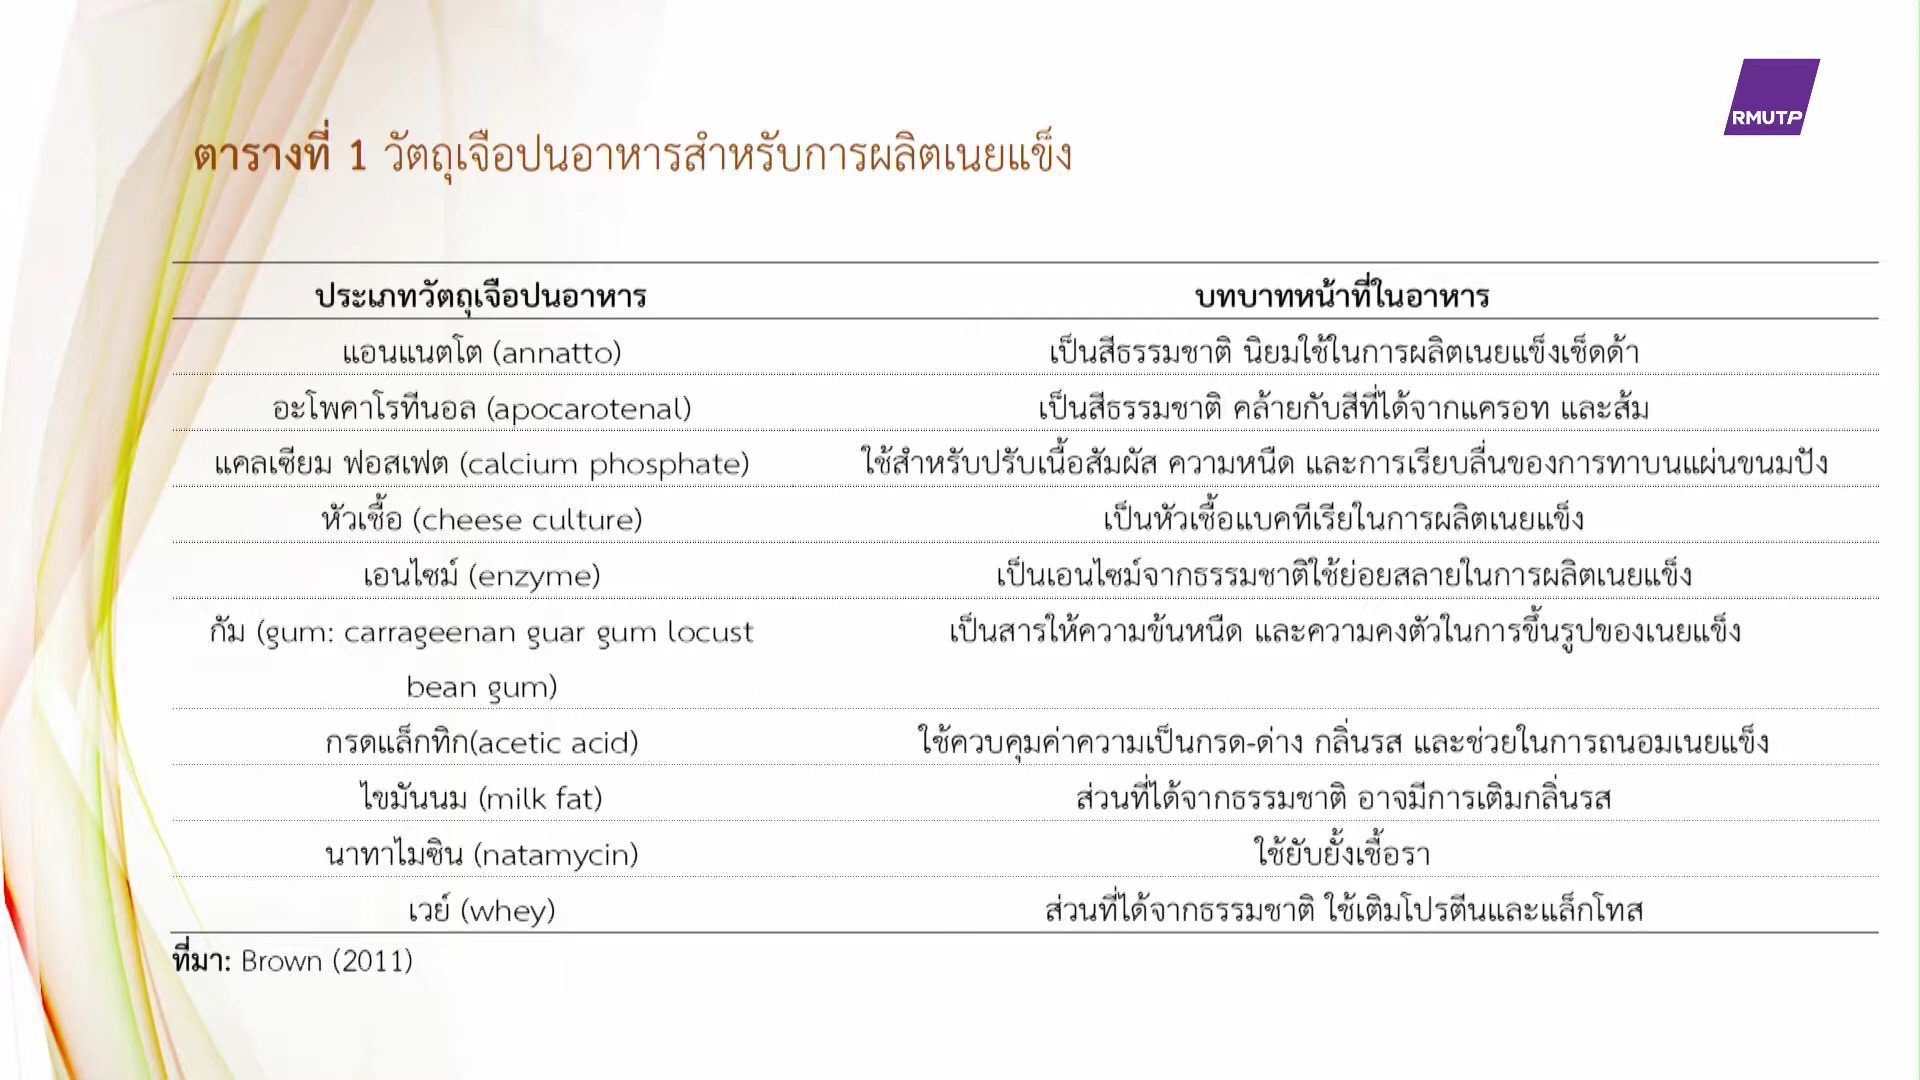 RMUTP
ตารางที่ 1 วัตถุเจือปนอาหารสำหรับการผลิตเนยแข็ง
ประเภทวัตถุเจือปนอาหาร บทบาทหน้าที่ในอาหาร
แอนแนตโต (annatto) เป็นสีธรรมชาติ นิยมใช้ในการผลิตเนยแข็งเช็ดด้า
อะโพคาโรทีนอล (apocarotenal) เป็นสีธรรมชาติ คล้ายกับสีที่ได้จากแครอท และส้ม
แคลเซียม ฟอสเฟต (calcium phosphate) ใช้สำหรับปรับเนื้อสัมผัส ความหนืด และการเรียบลื่นของการทาบนแผ่นขนมปัง
หัวเชื้อ (cheese culture) เป็นหัวเชื้อแบคทีเรียในการผลิตเนยแข็ง
เอนไซม์ (enzyme) เป็นเอนไซม์จากธรรมชาติใช้ย่อยสลายในการผลิตเนยแข็ง
กัม (gum: carrageenan guar gum locust เป็นสารให้ความข้นหนืด และความคงตัวในการขึ้นรูปของเนยแข็ง
bean gum)
กรดแล็กทิก(acetic acid) ใช้ควบคุมค่าความเป็นกรด-ด่าง กลิ่นรส และช่วยในการถนอมเนยแข็ง
ไขมันนม (milk fat) ส่วนที่ได้จากธรรมชาติ อาจมีการเติมกลิ่นรส
นาทาไมซิน (natamycin) ใช้ยับยั้งเชื้อรา
เวย์ (whey) ส่วนที่ได้จากธรรมชาติ ใช้เติมโปรตีนและแล็กโทส
ที่มา: Brown (2011)